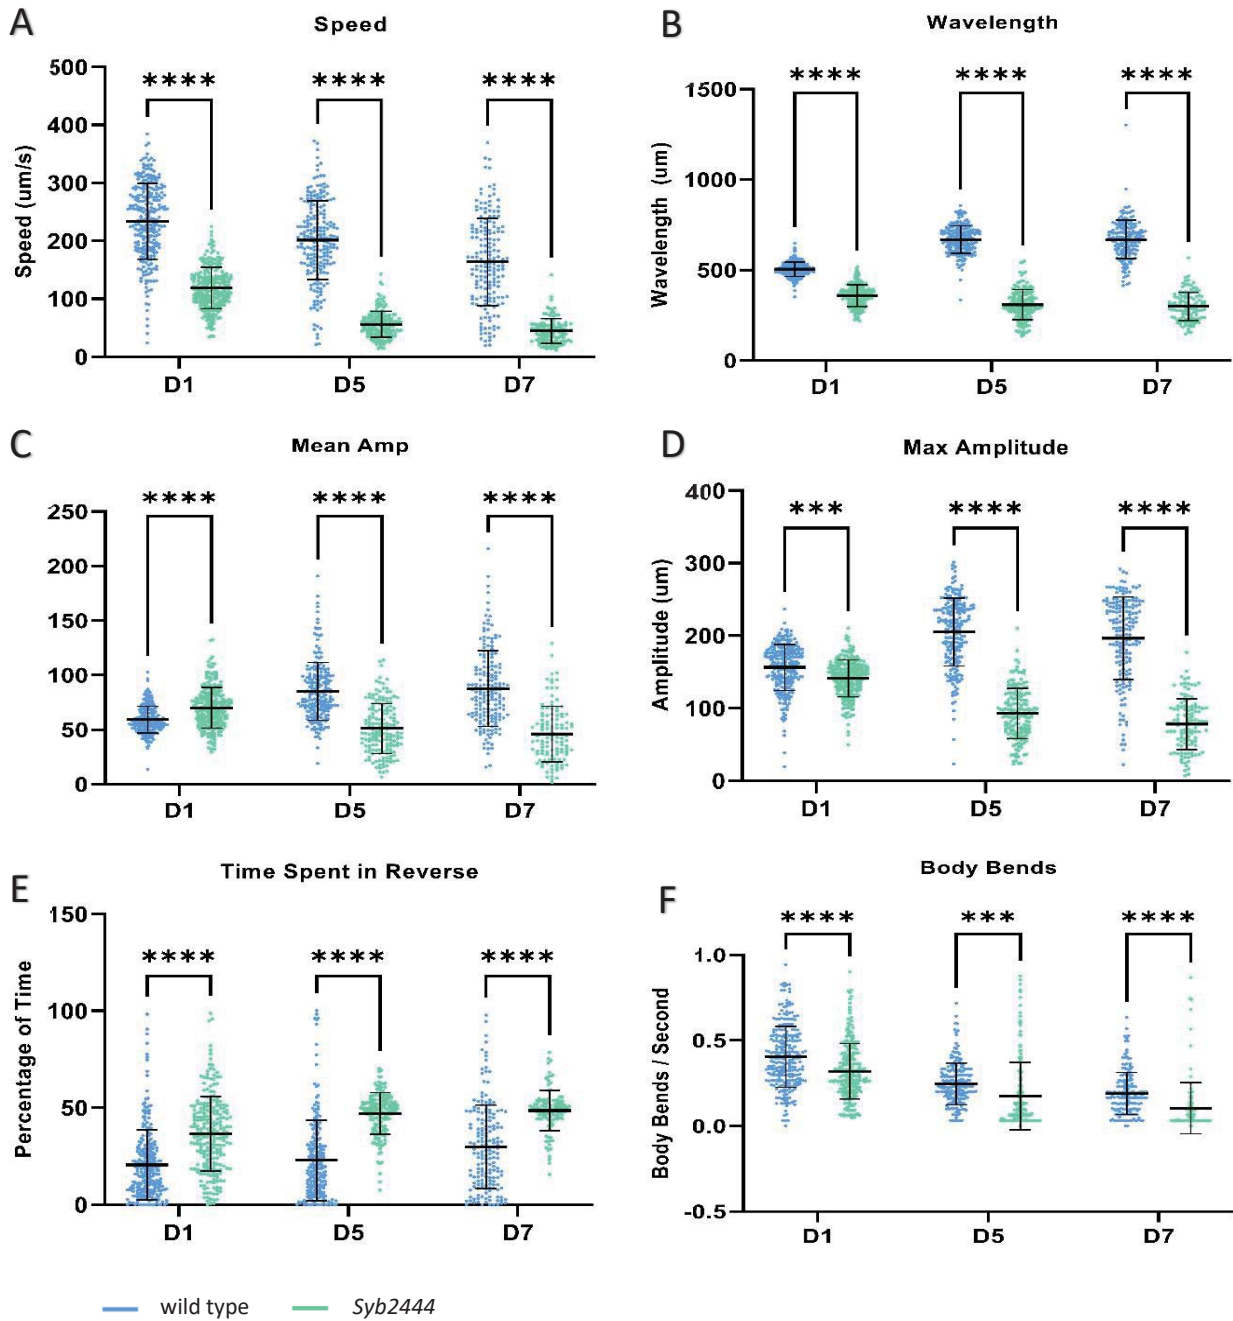 A
Speed
500
400
300
200
100
0
Speed (um/s)
**** **** ****
D1 D5 D7
B
Wavelength
1500
1000
500
0
Wavelength (um)
**** **** ****
D1 D5 D7
C
Mean Amp
250
200
150
100
50
0
**** **** ****
D1 D5 D7
D
Max Amplitude
400
300
200
100
0
Amplitude (um)
*** **** ****
D1 D5 D7
E
Time Spent in Reverse
150
100
50
0
Percentage of Time
**** **** ****
D1 D5 D7
F
Body Bends
1.0
0.5
0.0
-0.5
Body Bends / Second
**** *** ****
D1 D5 D7
wild type Syb2444